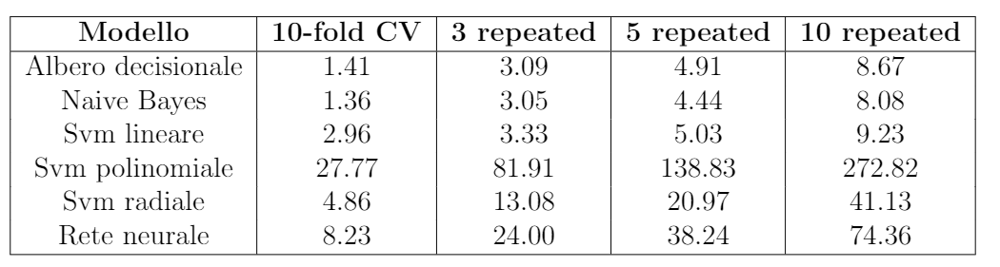 Modello 10-fold CV 3 repeated 5 repeated 10 repeated
Albero decisionale 1.41 3.09 4.91 8.67
Naive Bayes 1.36 3.05 4.44 8.08
Svm lineare 2.96 3.33 5.03 9.23
Svm polinomiale 27.77 81.91 138.83 272.82
Svm radiale 4.86 13.08 20.97 41.13
Rete neurale 8.23 24.00 38.24 74.36